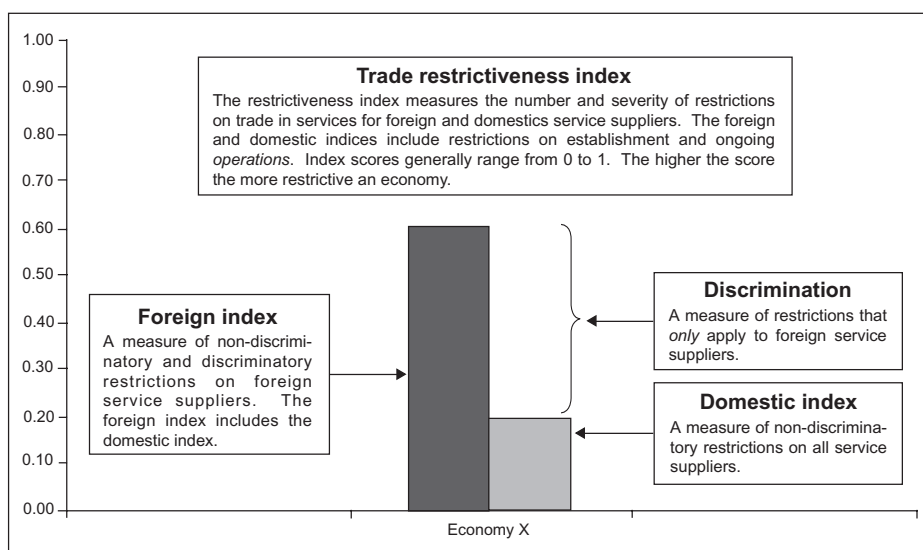 1.00
0.90
0.80
0.70
0.60
0.50
0.40
0.30
0.20
0.10
0.00
Trade restrictiveness index
The restrictiveness index measures the number and severity of restrictions
on trade in services for foreign and domestics service suppliers. The foreign
and domestic indices include restrictions on establishment and ongoing
operations. Index scores generally range from 0 to 1. The higher the score
the more restrictive an economy.
Foreign index
A measure of non-discrimi-
natory and discriminatory
restrictions on foreign
service suppliers. The
foreign index includes the
domestic index.
Discrimination
A measure of restrictions that
only apply to foreign service
suppliers.
Domestic index
A measure of non-discrimina-
tory restrictions on all service
suppliers.
Economy X